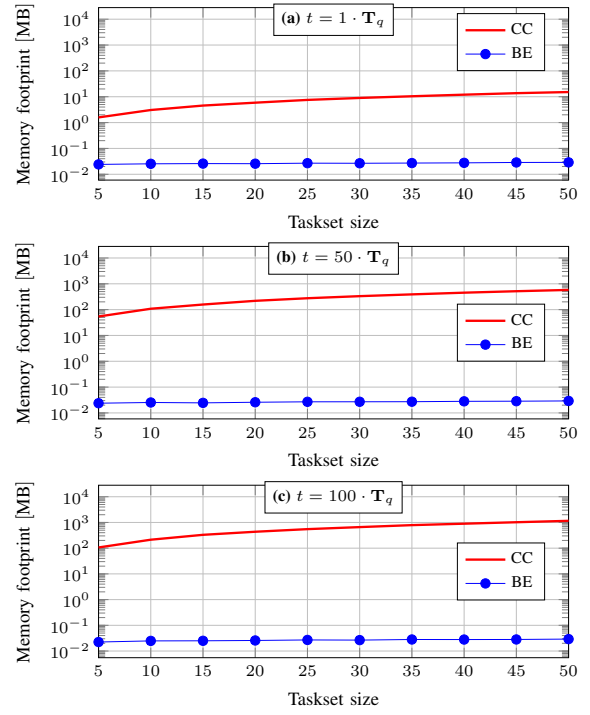 (a) t = 1 · T_q
Memory footprint [MB]
10^4
10^3
10^2
10^1
10^0
10^−1
10^−2
CC
BE
5 10 15 20 25 30 35 40 45 50
Taskset size
(b) t = 50 · T_q
Memory footprint [MB]
10^4
10^3
10^2
10^1
10^0
10^−1
10^−2
CC
BE
5 10 15 20 25 30 35 40 45 50
Taskset size
(c) t = 100 · T_q
Memory footprint [MB]
10^4
10^3
10^2
10^1
10^0
10^−1
10^−2
CC
BE
5 10 15 20 25 30 35 40 45 50
Taskset size